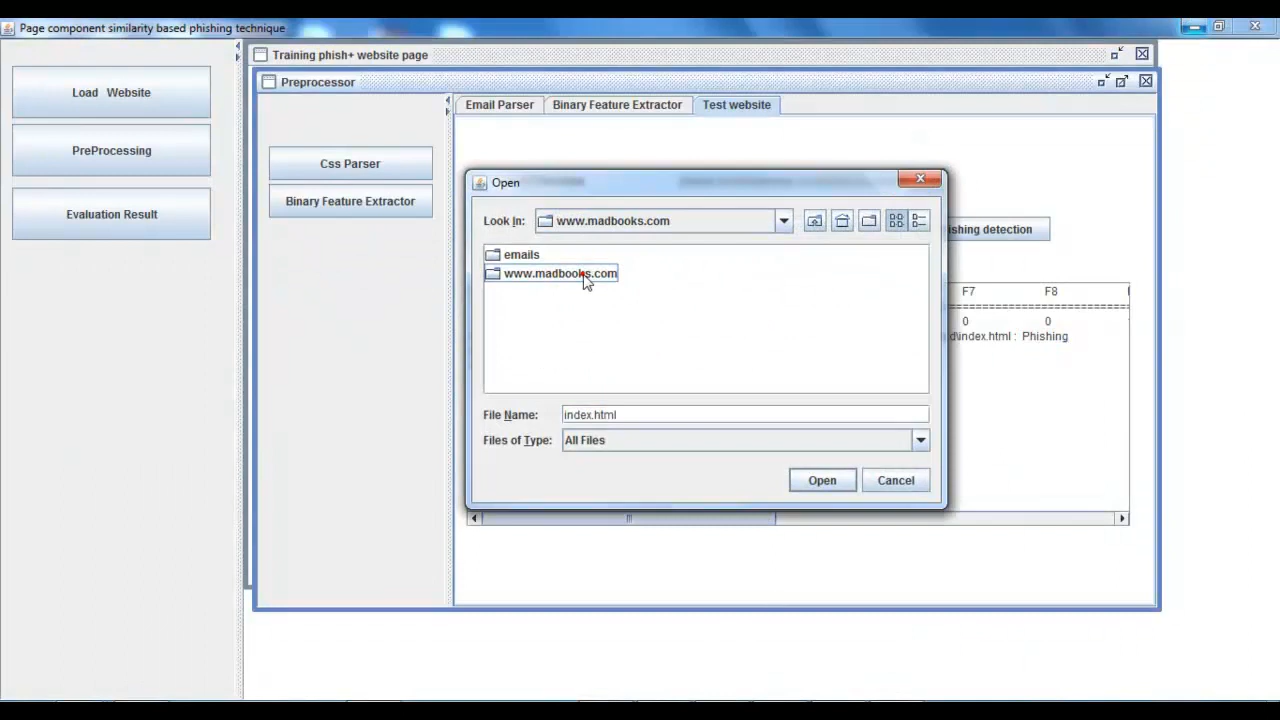 Page component similarity based phishing technique
Training phish+ website page
Load Website
PreProcessing
Evaluation Result
Preprocessor
Css Parser
Binary Feature Extractor
Email Parser
Binary Feature Extractor
Test website
Open
Look In:
www.madbooks.com
emails
www.madbooks.com
File Name:
index.html
Files of Type:
All Files
Open
Cancel
shing detection
F7 F8
================
0 0
d\index.html : Phishing